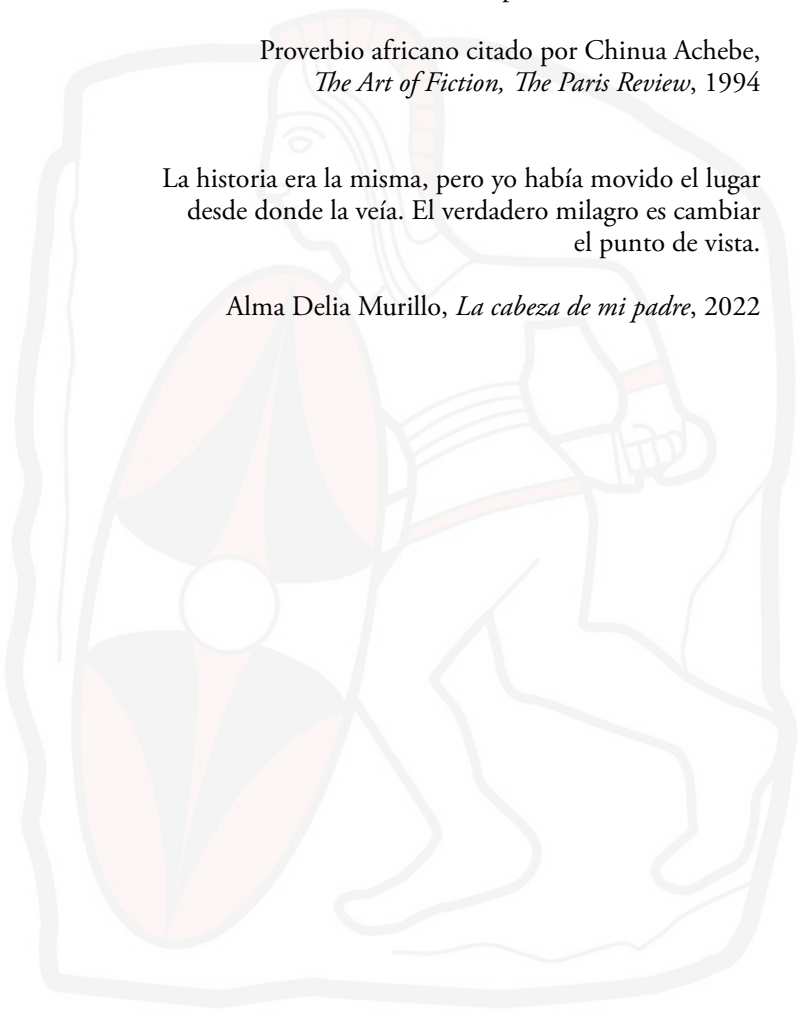 Proverbio africano citado por Chinua Achebe,
The Art of Fiction, The Paris Review, 1994
La historia era la misma, pero yo había movido el lugar
desde donde la veía. El verdadero milagro es cambiar
el punto de vista.
Alma Delia Murillo, La cabeza de mi padre, 2022